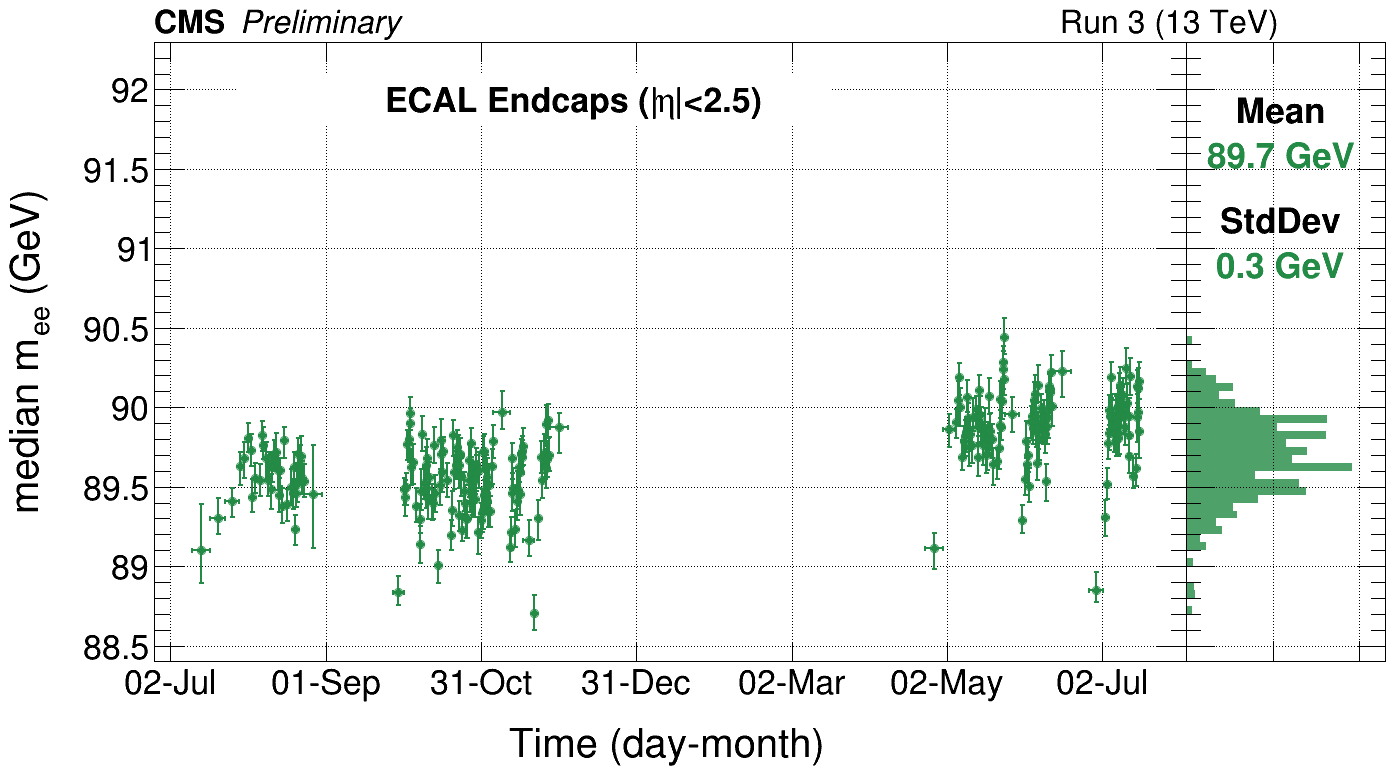 CMS Preliminary
Run 3 (13 TeV)
ECAL Endcaps (|η|<2.5)
Mean
89.7 GeV
StdDev
0.3 GeV
median mee (GeV)
92
91.5
91
90.5
90
89.5
89
88.5
02-Jul 01-Sep 31-Oct 31-Dec 02-Mar 02-May 02-Jul
Time (day-month)